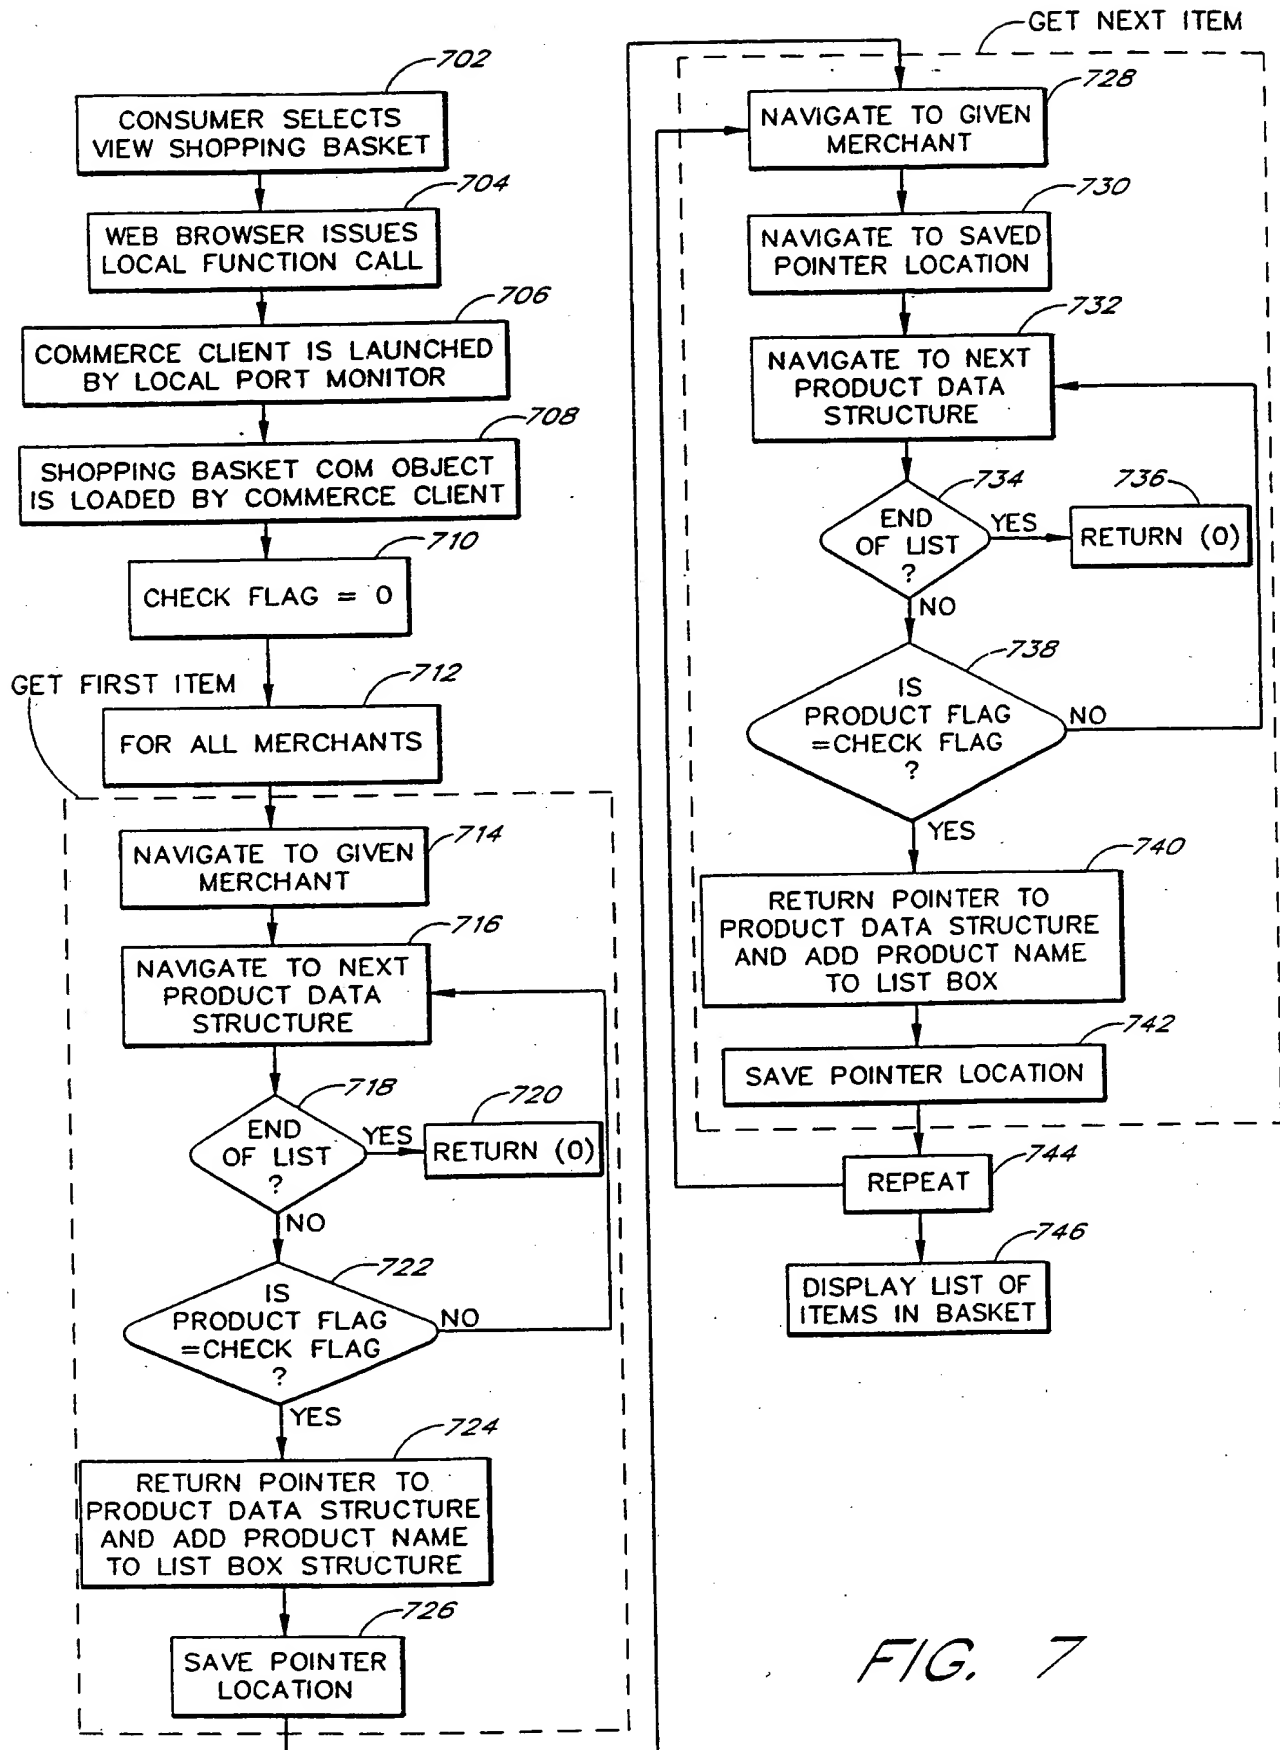 702
CONSUMER SELECTS
VIEW SHOPPING BASKET
704
WEB BROWSER ISSUES
LOCAL FUNCTION CALL
706
COMMERCE CLIENT IS LAUNCHED
BY LOCAL PORT MONITOR
708
SHOPPING BASKET COM OBJECT
IS LOADED BY COMMERCE CLIENT
710
CHECK FLAG = 0
GET FIRST ITEM
712
FOR ALL MERCHANTS
714
NAVIGATE TO GIVEN
MERCHANT
716
NAVIGATE TO NEXT
PRODUCT DATA
STRUCTURE
718
END
OF LIST
?
YES
720
RETURN (0)
NO
722
IS
PRODUCT FLAG
=CHECK FLAG
?
NO
YES
724
RETURN POINTER TO
PRODUCT DATA STRUCTURE
AND ADD PRODUCT NAME
TO LIST BOX STRUCTURE
726
SAVE POINTER
LOCATION
GET NEXT ITEM
728
NAVIGATE TO GIVEN
MERCHANT
730
NAVIGATE TO SAVED
POINTER LOCATION
732
NAVIGATE TO NEXT
PRODUCT DATA
STRUCTURE
734
END
OF LIST
?
YES
736
RETURN (0)
NO
738
IS
PRODUCT FLAG
=CHECK FLAG
?
NO
YES
740
RETURN POINTER TO
PRODUCT DATA STRUCTURE
AND ADD PRODUCT NAME
TO LIST BOX
742
SAVE POINTER LOCATION
744
REPEAT
746
DISPLAY LIST OF
ITEMS IN BASKET
FIG. 7